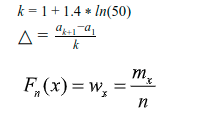 k = 1 + 1.4 * ln(50)
△ = (a_{k+1} - a_1) / k
F_n(x) = w_x = m_x / n